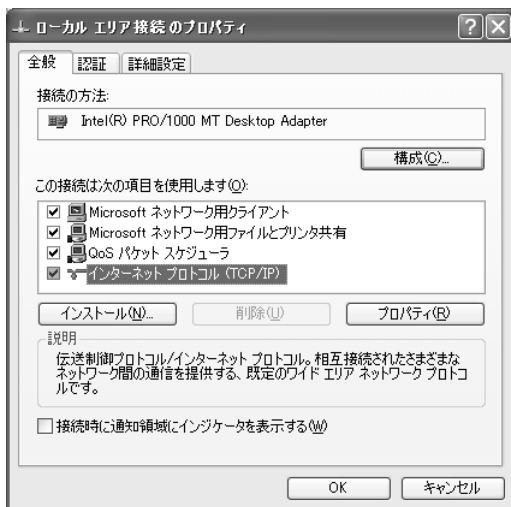 ローカル エリア接続 のプロパティ
全般 認証 詳細設定
接続の方法:
Intel(R) PRO/1000 MT Desktop Adapter
構成(C)...
この接続は次の項目を使用します(O):
Microsoft ネットワーク用クライアント
Microsoft ネットワーク用ファイルとプリンタ共有
QoS パケット スケジューラ
インターネット プロトコル (TCP/IP)
インストール(N)... 削除(U) プロパティ(R)
説明
伝送制御プロトコル/インターネット プロトコル。相互接続されたさまざまな
ネットワーク間の通信を提供する、既定のワイド エリア ネットワーク プロトコ
ルです。
接続時に通知領域にインジケータを表示する(W)
OK キャンセル